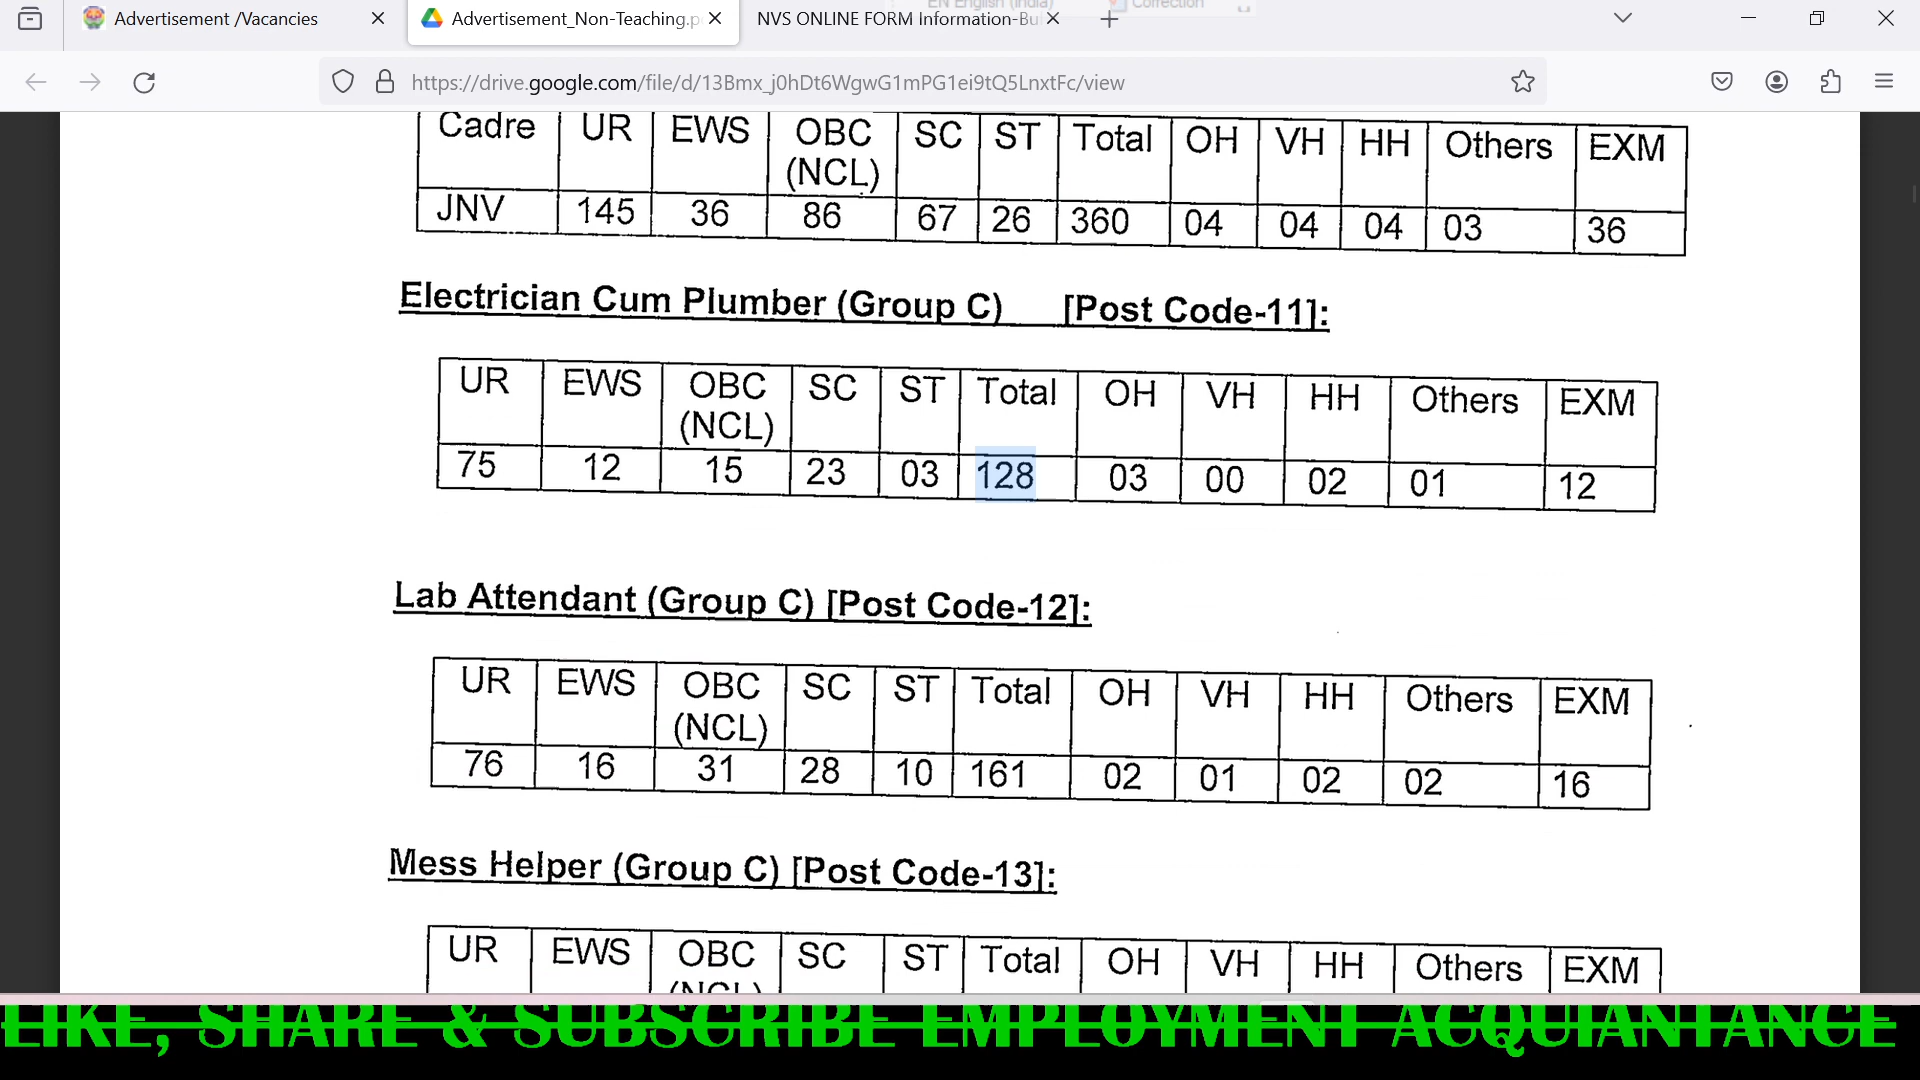 Advertisement /Vacancies
Advertisement_Non-Teaching.p
NVS ONLINE FORM Information-Bu
EN English (India)
Correction
https://drive.google.com/file/d/13Bmx_j0hDt6WgwG1mPG1ei9tQ5LnxtFc/view
Cadre UR EWS OBC (NCL) SC ST Total OH VH HH Others EXM
JNV 145 36 86 67 26 360 04 04 04 03 36
Electrician Cum Plumber (Group C) [Post Code-11]:
UR EWS OBC (NCL) SC ST Total OH VH HH Others EXM
75 12 15 23 03 128 03 00 02 01 12
Lab Attendant (Group C) [Post Code-12]:
UR EWS OBC (NCL) SC ST Total OH VH HH Others EXM
76 16 31 28 10 161 02 01 02 02 16
Mess Helper (Group C) [Post Code-13]:
UR EWS OBC (NCL) SC ST Total OH VH HH Others EXM
LIKE, SHARE & SUBSCRIBE EMPLOYMENT ACQUIANTANCE